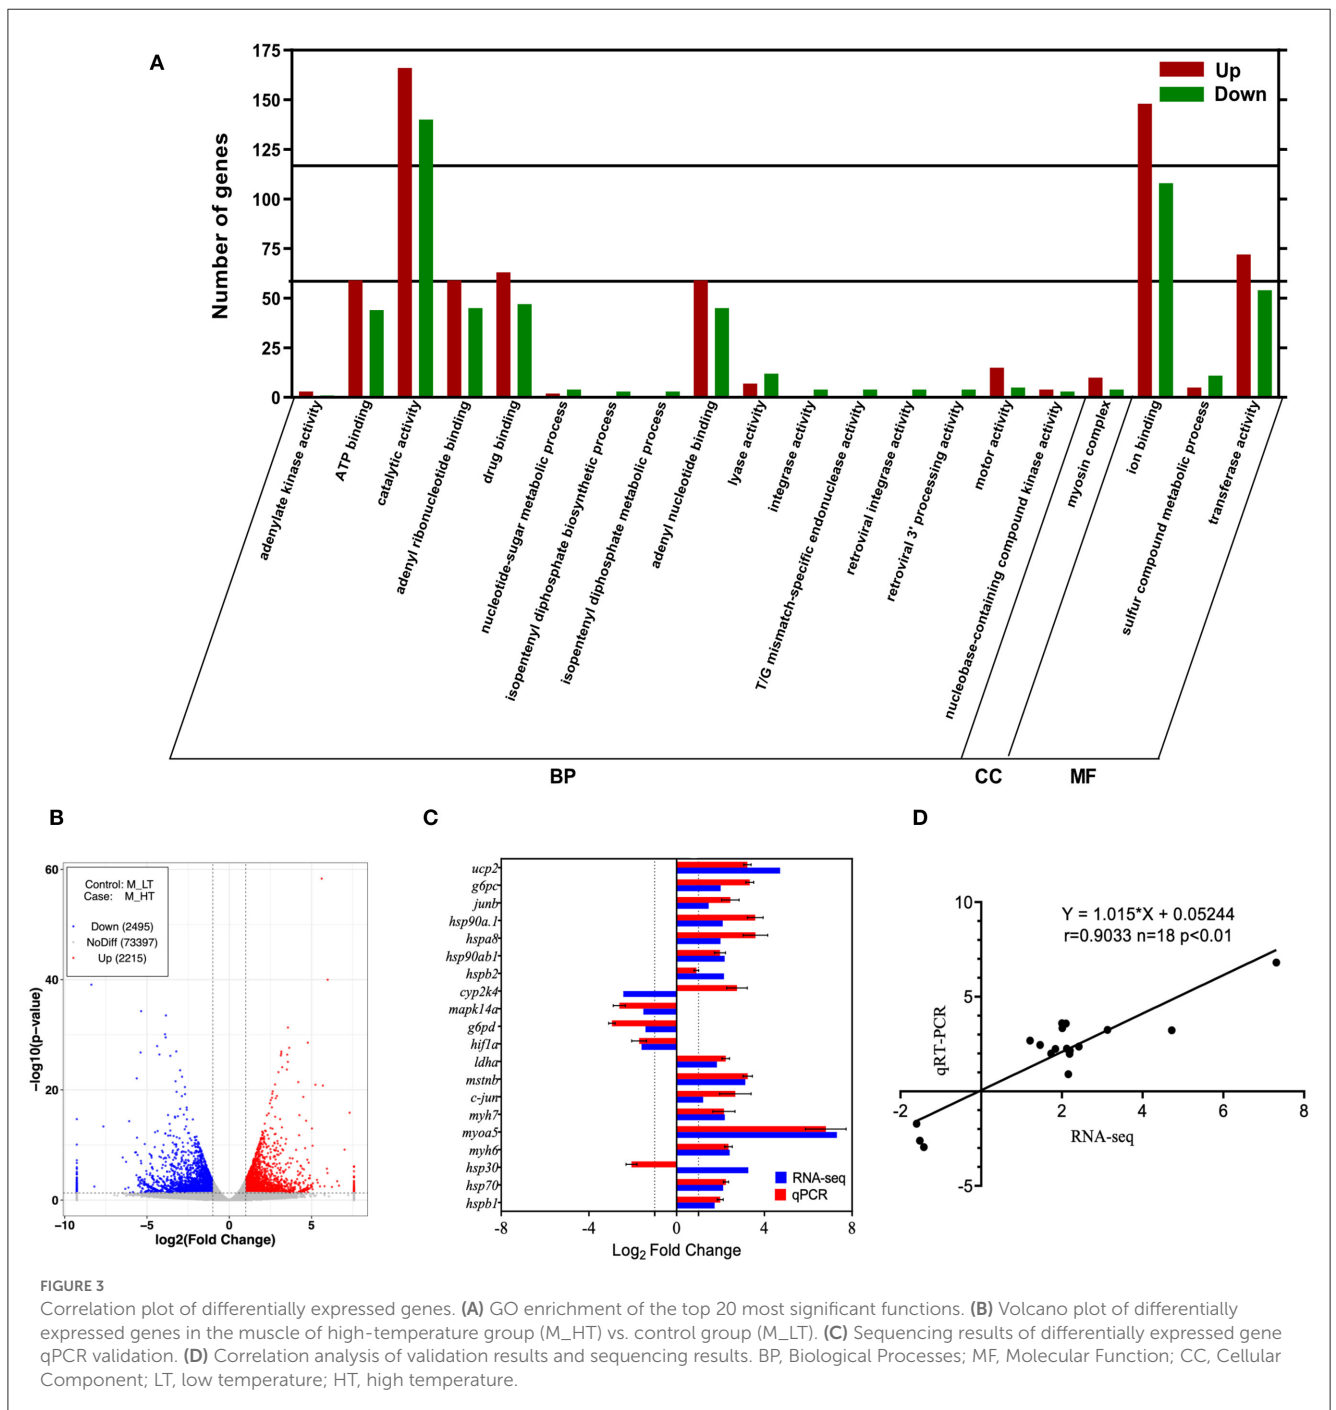 A
175
150
125
100
75
50
25
0
Number of genes
Up
Down
adenylate kinase activity
ATP binding
catalytic activity
adenyl ribonucleotide binding
drug binding
nucleotide-sugar metabolic process
isopentenyl diphosphate biosynthetic process
isopentenyl diphosphate metabolic process
adenyl nucleotide binding
lyase activity
integrase activity
T/G mismatch-specific endonuclease activity
retroviral integrase activity
retroviral 3' processing activity
motor activity
nucleobase-containing compound kinase activity
myosin complex
ion binding
sulfur compound metabolic process
transferase activity
BP
CC
MF
B
60
40
20
0
-log10(p-value)
Control: M_LT
Case: M_HT
Down (2495)
NoDiff (73397)
Up (2215)
-10
-5
0
5
log2(Fold Change)
C
ucp2
g6pc
junb
hsp90a.1
hspa8
hsp90ab1
hspb2
cyp2k4
mapk14a
g6pd
hif1a
ldha
mstnb
c-jun
myh7
myoa5
myh6
hsp30
hsp70
hspb1
RNA-seq
qPCR
-8
-4
0
4
8
Log2 Fold Change
D
10
5
-5
qRT-PCR
Y = 1.015*X + 0.05244
r=0.9033 n=18 p<0.01
-2
2
4
6
8
RNA-seq
FIGURE 3
Correlation plot of differentially expressed genes. (A) GO enrichment of the top 20 most significant functions. (B) Volcano plot of differentially
expressed genes in the muscle of high-temperature group (M_HT) vs. control group (M_LT). (C) Sequencing results of differentially expressed gene
qPCR validation. (D) Correlation analysis of validation results and sequencing results. BP, Biological Processes; MF, Molecular Function; CC, Cellular
Component; LT, low temperature; HT, high temperature.